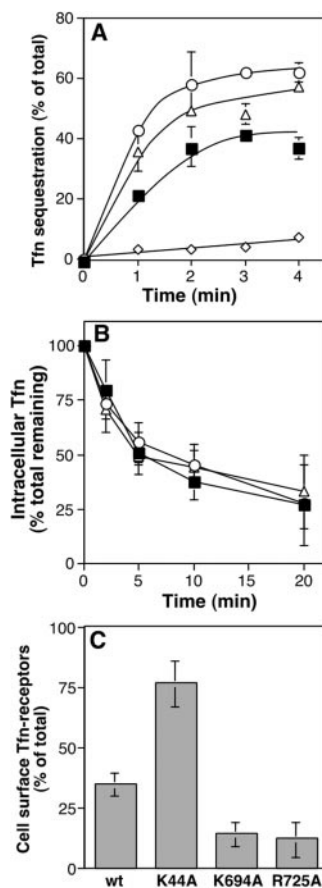 A
Tfn sequestration (% of total)
60
40
20
0
0 1 2 3 4
Time (min)
B
Intracellular Tfn
(% total remaining)
100
75
50
25
0
0 5 10 15 20
Time (min)
C
Cell surface Tfn-receptors
(% of total)
100
75
50
25
0
wt K44A K694A R725A